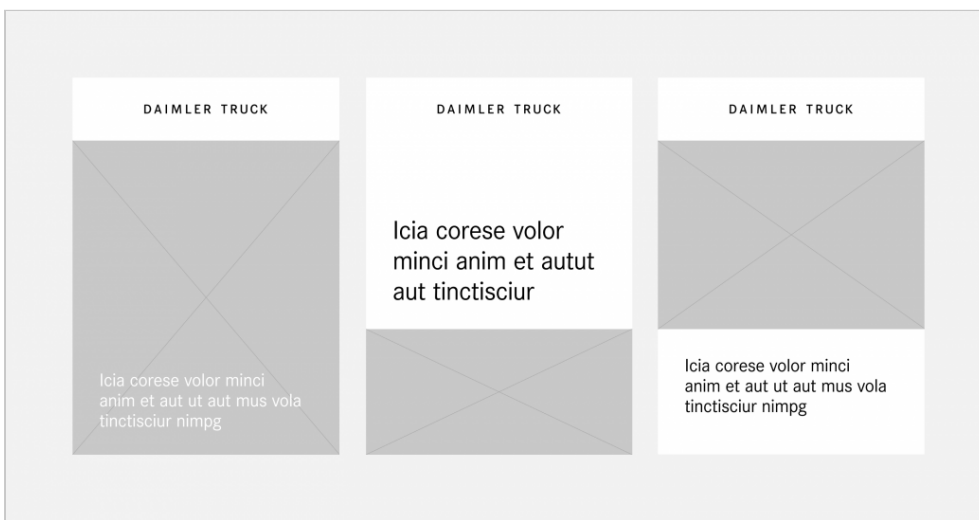 DAIMLER TRUCK
Icia corese volor minci
anim et aut ut aut mus vola
tinctisciur nimpg
DAIMLER TRUCK
Icia corese volor
minci anim et autut
aut tinctisciur
DAIMLER TRUCK
Icia corese volor minci
anim et aut ut aut mus vola
tinctisciur nimpg